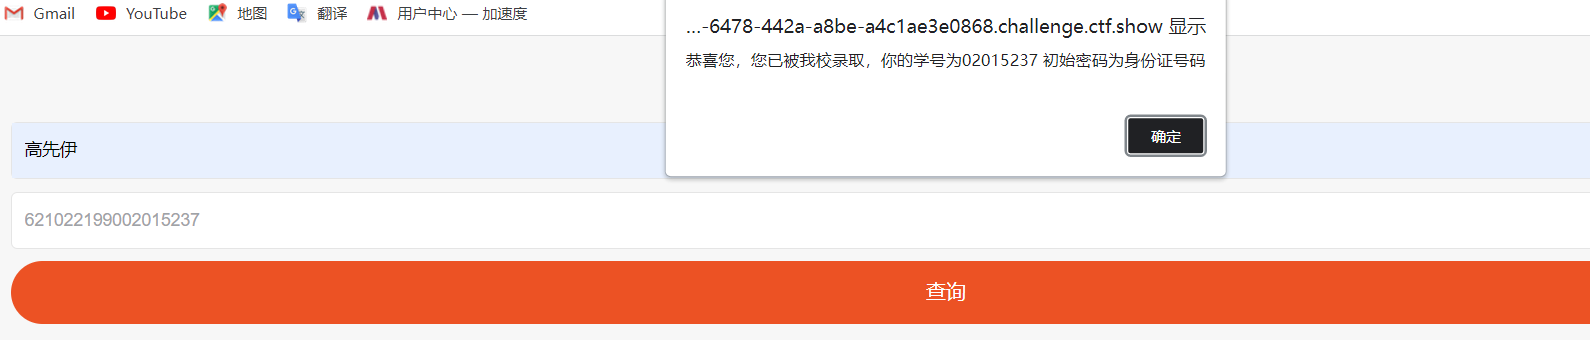 Gmail YouTube 地图 翻译 用户中心 — 加速度
...-6478-442a-a8be-a4c1ae3e0868.challenge.ctf.show 显示
恭喜您，您已被我校录取，你的学号为02015237 初始密码为身份证号码
确定
高先伊
621022199002015237
查询